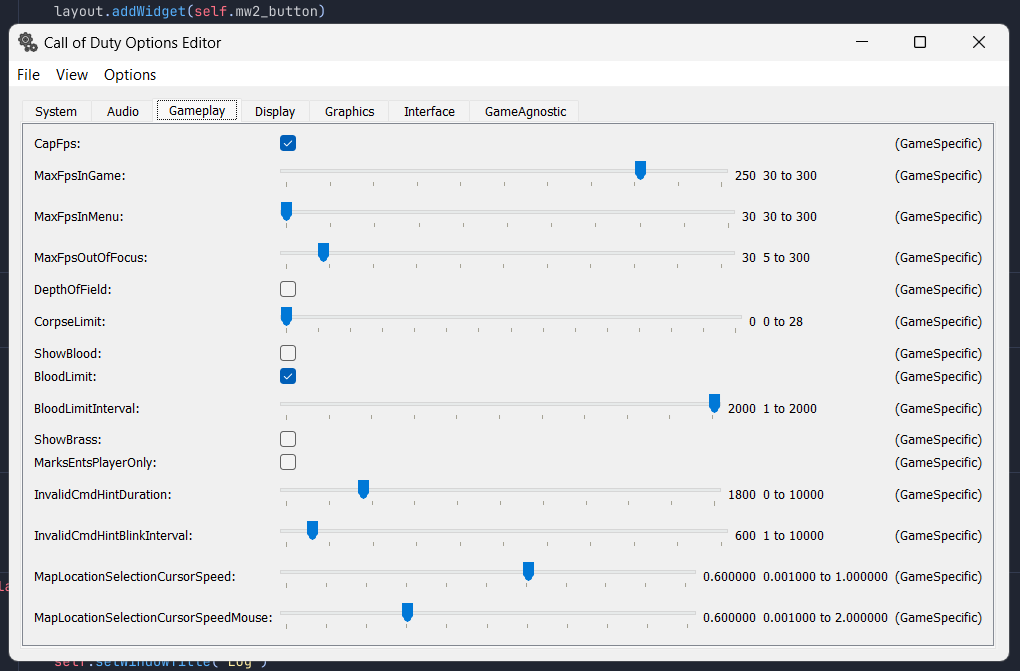 layout.addWidget(self.mw2_button)
Call of Duty Options Editor
File View Options
System Audio Gameplay Display Graphics Interface GameAgnostic
CapFps: (GameSpecific)
MaxFpsInGame: 250 30 to 300 (GameSpecific)
MaxFpsInMenu: 30 30 to 300 (GameSpecific)
MaxFpsOutOfFocus: 30 5 to 300 (GameSpecific)
DepthOfField: (GameSpecific)
CorpseLimit: 0 0 to 28 (GameSpecific)
ShowBlood: (GameSpecific)
BloodLimit: (GameSpecific)
BloodLimitInterval: 2000 1 to 2000 (GameSpecific)
ShowBrass: (GameSpecific)
MarksEntsPlayerOnly: (GameSpecific)
InvalidCmdHintDuration: 1800 0 to 10000 (GameSpecific)
InvalidCmdHintBlinkInterval: 600 1 to 10000 (GameSpecific)
MapLocationSelectionCursorSpeed: 0.600000 0.001000 to 1.000000 (GameSpecific)
MapLocationSelectionCursorSpeedMouse: 0.600000 0.001000 to 2.000000 (GameSpecific)
self.setWindowTitle("Log")